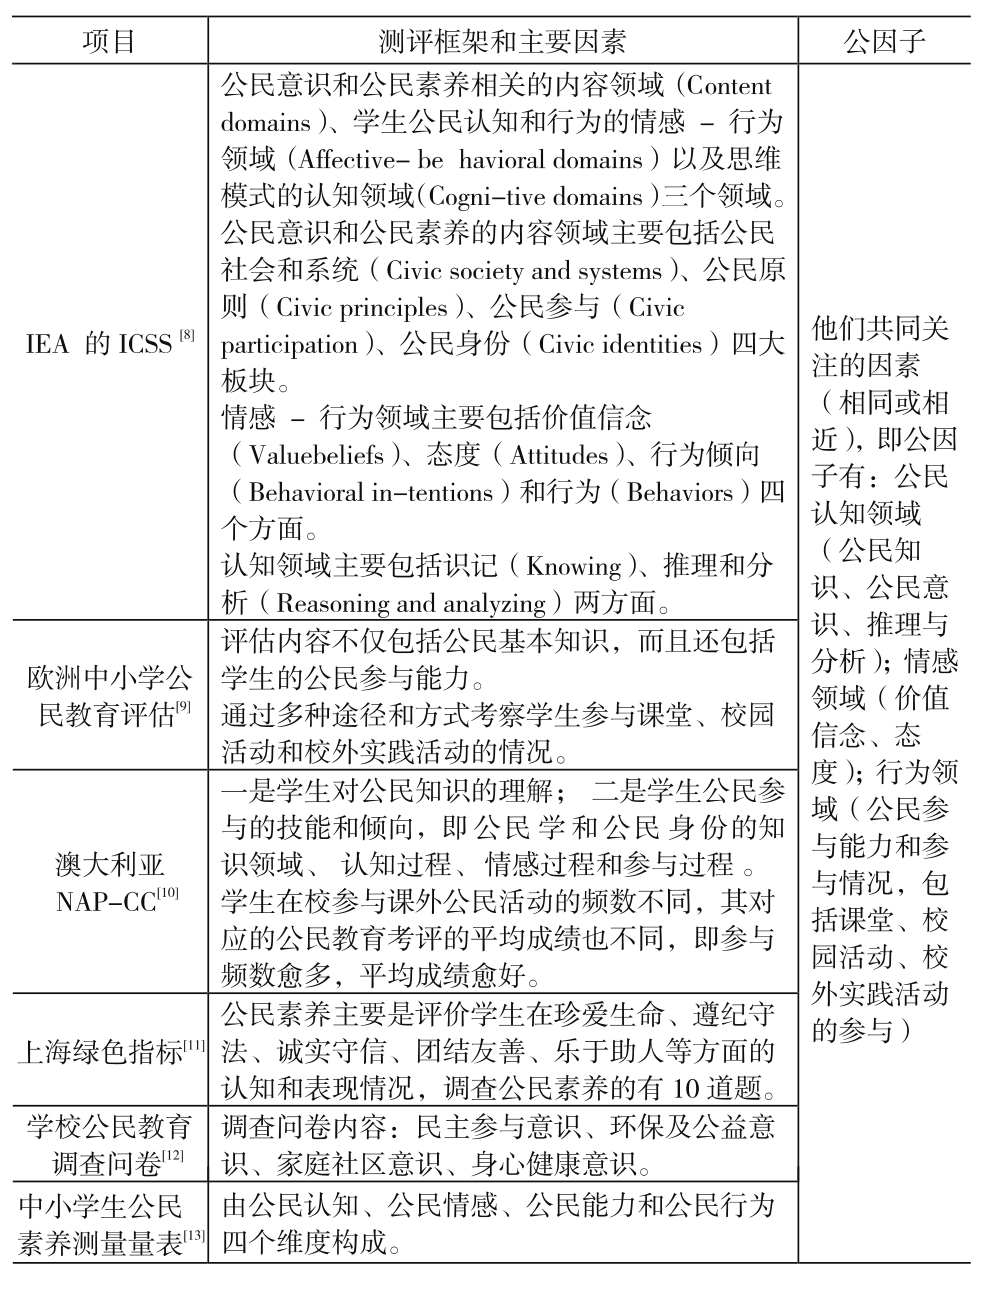 项目
测评框架和主要因素
公因子
IEA 的 ICSS [8]
公民意识和公民素养相关的内容领域（Content
domains）、学生公民认知和行为的情感 – 行为
领域（Affective– be havioral domains）以及思维
模式的认知领域(Cogni–tive domains)三个领域。
公民意识和公民素养的内容领域主要包括公民
社会和系统（Civic society and systems）、公民原
则（Civic principles）、公民参与（Civic
participation）、公民身份（Civic identities）四大
板块。
情感 – 行为领域主要包括价值信念
（Valuebeliefs）、态度（Attitudes）、行为倾向
（Behavioral in–tentions）和行为（Behaviors）四
个方面。
认知领域主要包括识记（Knowing）、推理和分
析（Reasoning and analyzing）两方面。
欧洲中小学公
民教育评估[9]
评估内容不仅包括公民基本知识，而且还包括
学生的公民参与能力。
通过多种途径和方式考察学生参与课堂、校园
活动和校外实践活动的情况。
澳大利亚
NAP–CC[10]
一是学生对公民知识的理解； 二是学生公民参
与的技能和倾向，即公民学和公民身份的知
识领域、 认知过程、情感过程和参与过程 。
学生在校参与课外公民活动的频数不同，其对
应的公民教育考评的平均成绩也不同，即参与
频数愈多，平均成绩愈好。
上海绿色指标[11]
公民素养主要是评价学生在珍爱生命、遵纪守
法、诚实守信、团结友善、乐于助人等方面的
认知和表现情况，调查公民素养的有 10 道题。
学校公民教育
调查问卷[12]
调查问卷内容：民主参与意识、环保及公益意
识、家庭社区意识、身心健康意识。
中小学生公民
素养测量量表[13]
由公民认知、公民情感、公民能力和公民行为
四个维度构成。
他们共同关
注的因素
（相同或相
近），即公因
子有：公民
认知领域
（公民知
识、公民意
识、推理与
分析）；情感
领域（价值
信念、态
度）；行为领
域（公民参
与能力和参
与情况，包
括课堂、校
园活动、校
外实践活动
的参与）